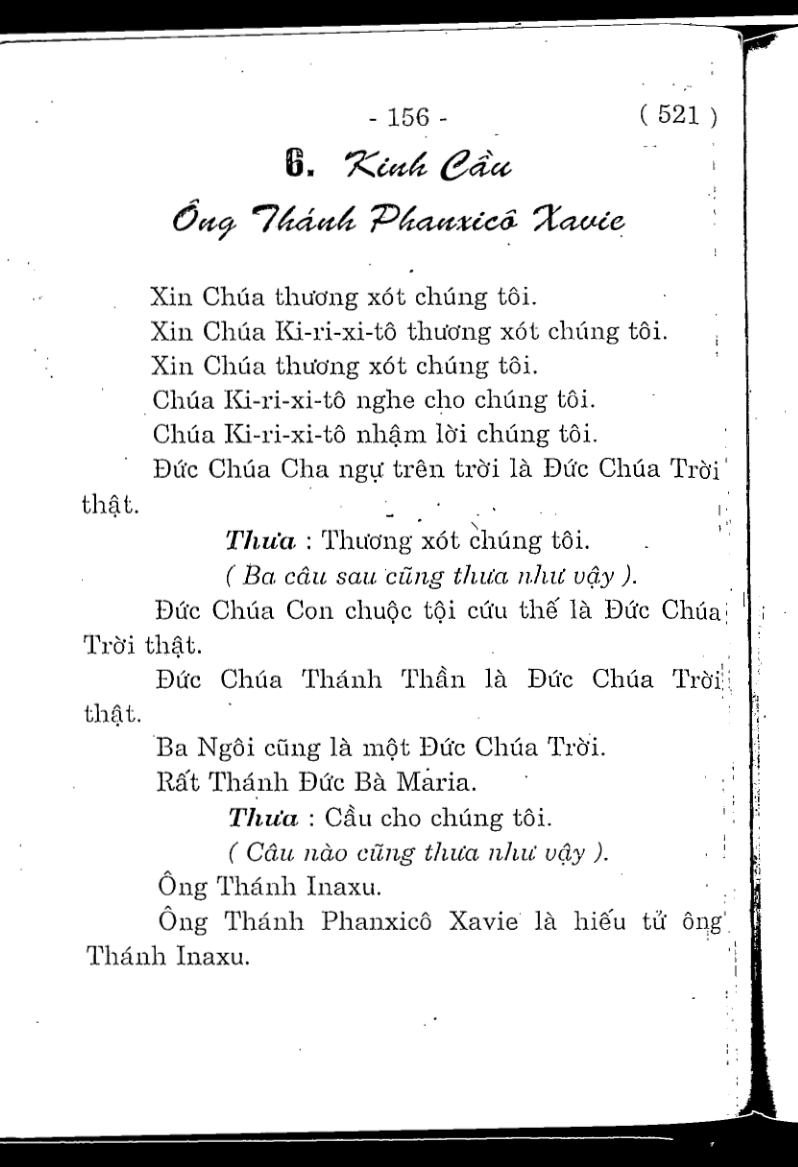 - 156 - ( 521 )
6. Kinh Cầu
Ông Thánh Phanxicô Xavie
Xin Chúa thương xót chúng tôi.
Xin Chúa Ki-ri-xi-tô thương xót chúng tôi.
Xin Chúa thương xót chúng tôi.
Chúa Ki-ri-xi-tô nghe cho chúng tôi.
Chúa Ki-ri-xi-tô nhậm lời chúng tôi.
Đức Chúa Cha ngự trên trời là Đức Chúa Trời
thật.
Thưa : Thương xót chúng tôi.
( Ba câu sau cũng thưa như vậy ).
Đức Chúa Con chuộc tội cứu thế là Đức Chúa
Trời thật.
Đức Chúa Thánh Thần là Đức Chúa Trời
thật.
Ba Ngôi cũng là một Đức Chúa Trời.
Rất Thánh Đức Bà Maria.
Thưa : Cầu cho chúng tôi.
( Câu nào cũng thưa như vậy ).
Ông Thánh Inaxu.
Ông Thánh Phanxicô Xavie là hiếu tử ông
Thánh Inaxu.